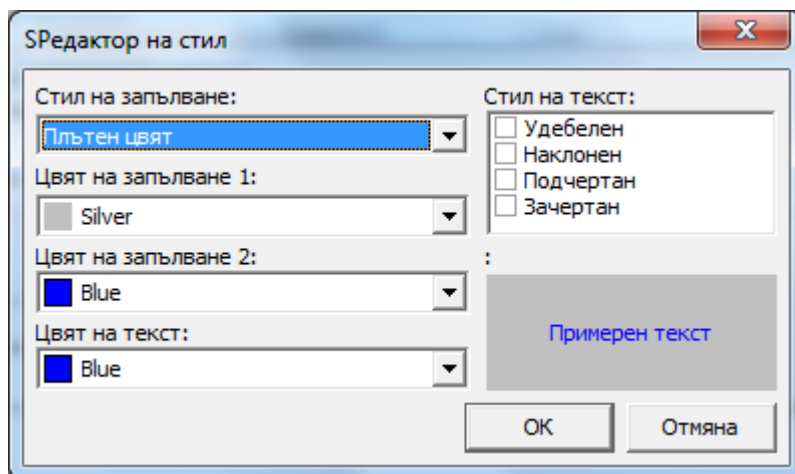 SPедактор на стил
Стил на запълване:
Плътен цвят
Цвят на запълване 1:
Silver
Цвят на запълване 2:
Blue
Цвят на текст:
Blue
Стил на текст:
Удебелен
Наклонен
Подчертан
Зачертан
:
Примерен текст
OK
Отмяна